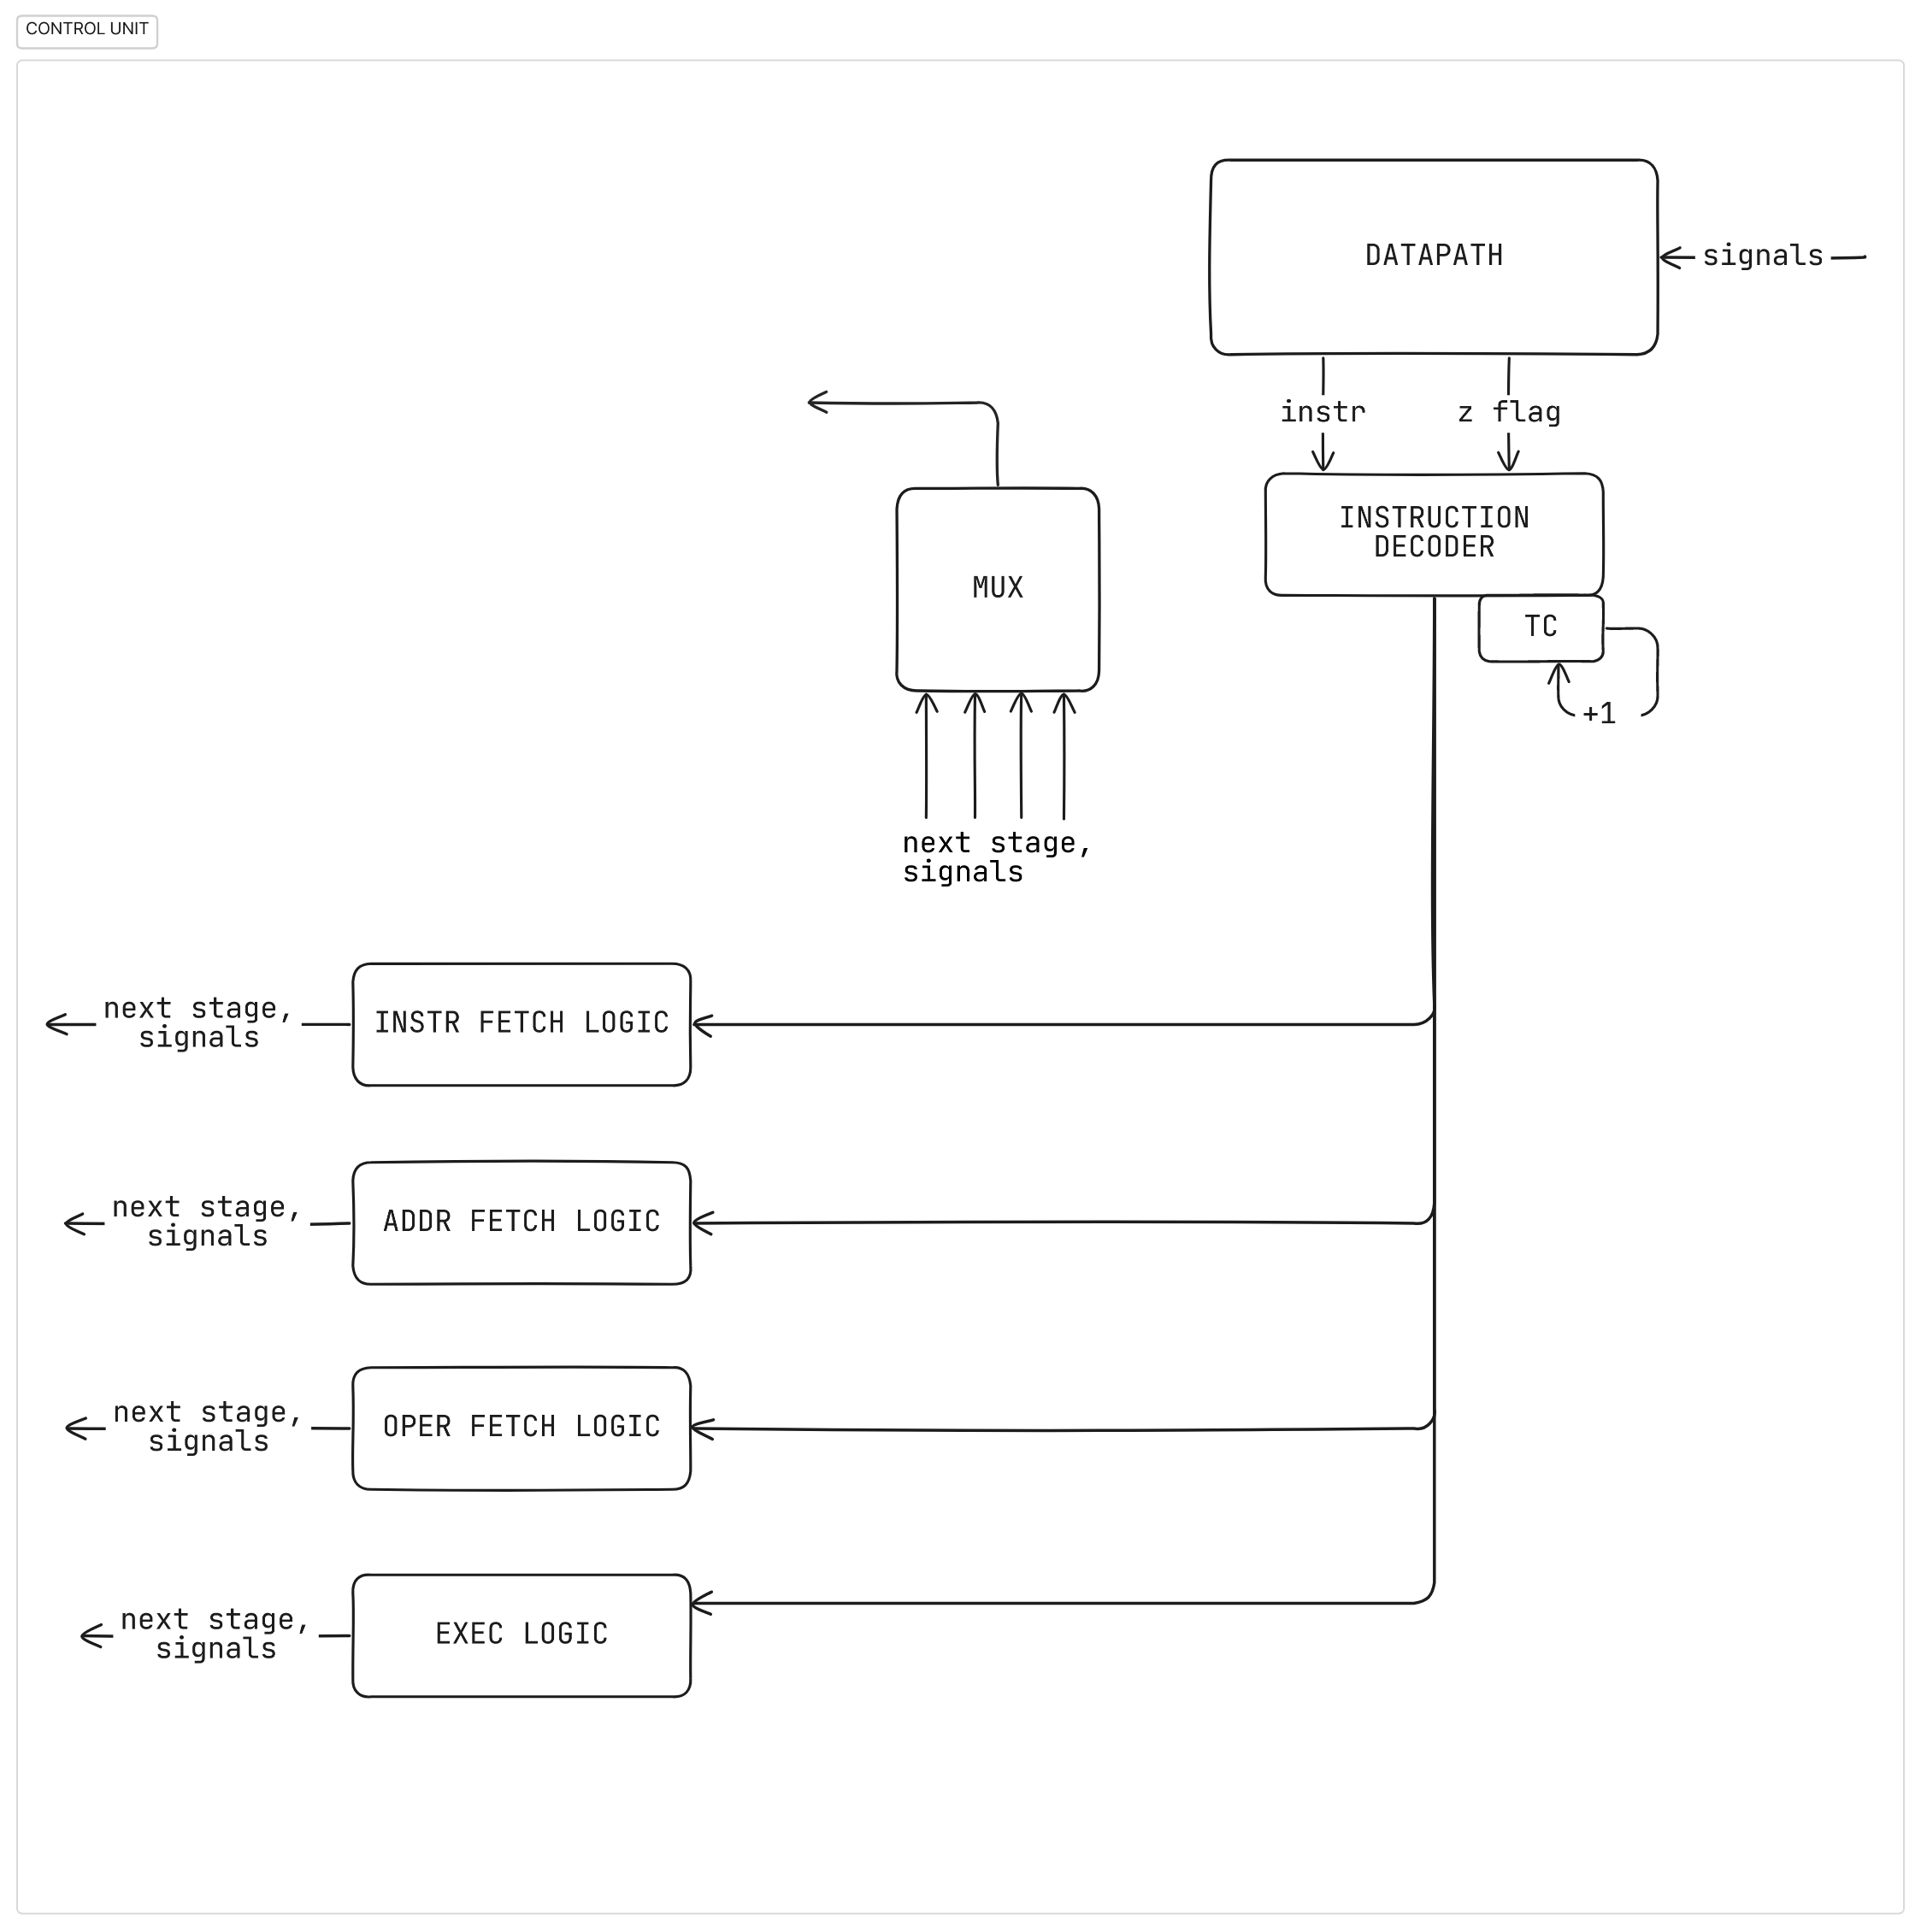 CONTROL UNIT
DATAPATH
signals
instr
z flag
INSTRUCTION
DECODER
MUX
TC
+1
next stage,
signals
next stage,
signals
INSTR FETCH LOGIC
next stage,
signals
ADDR FETCH LOGIC
next stage,
signals
OPER FETCH LOGIC
next stage,
signals
EXEC LOGIC